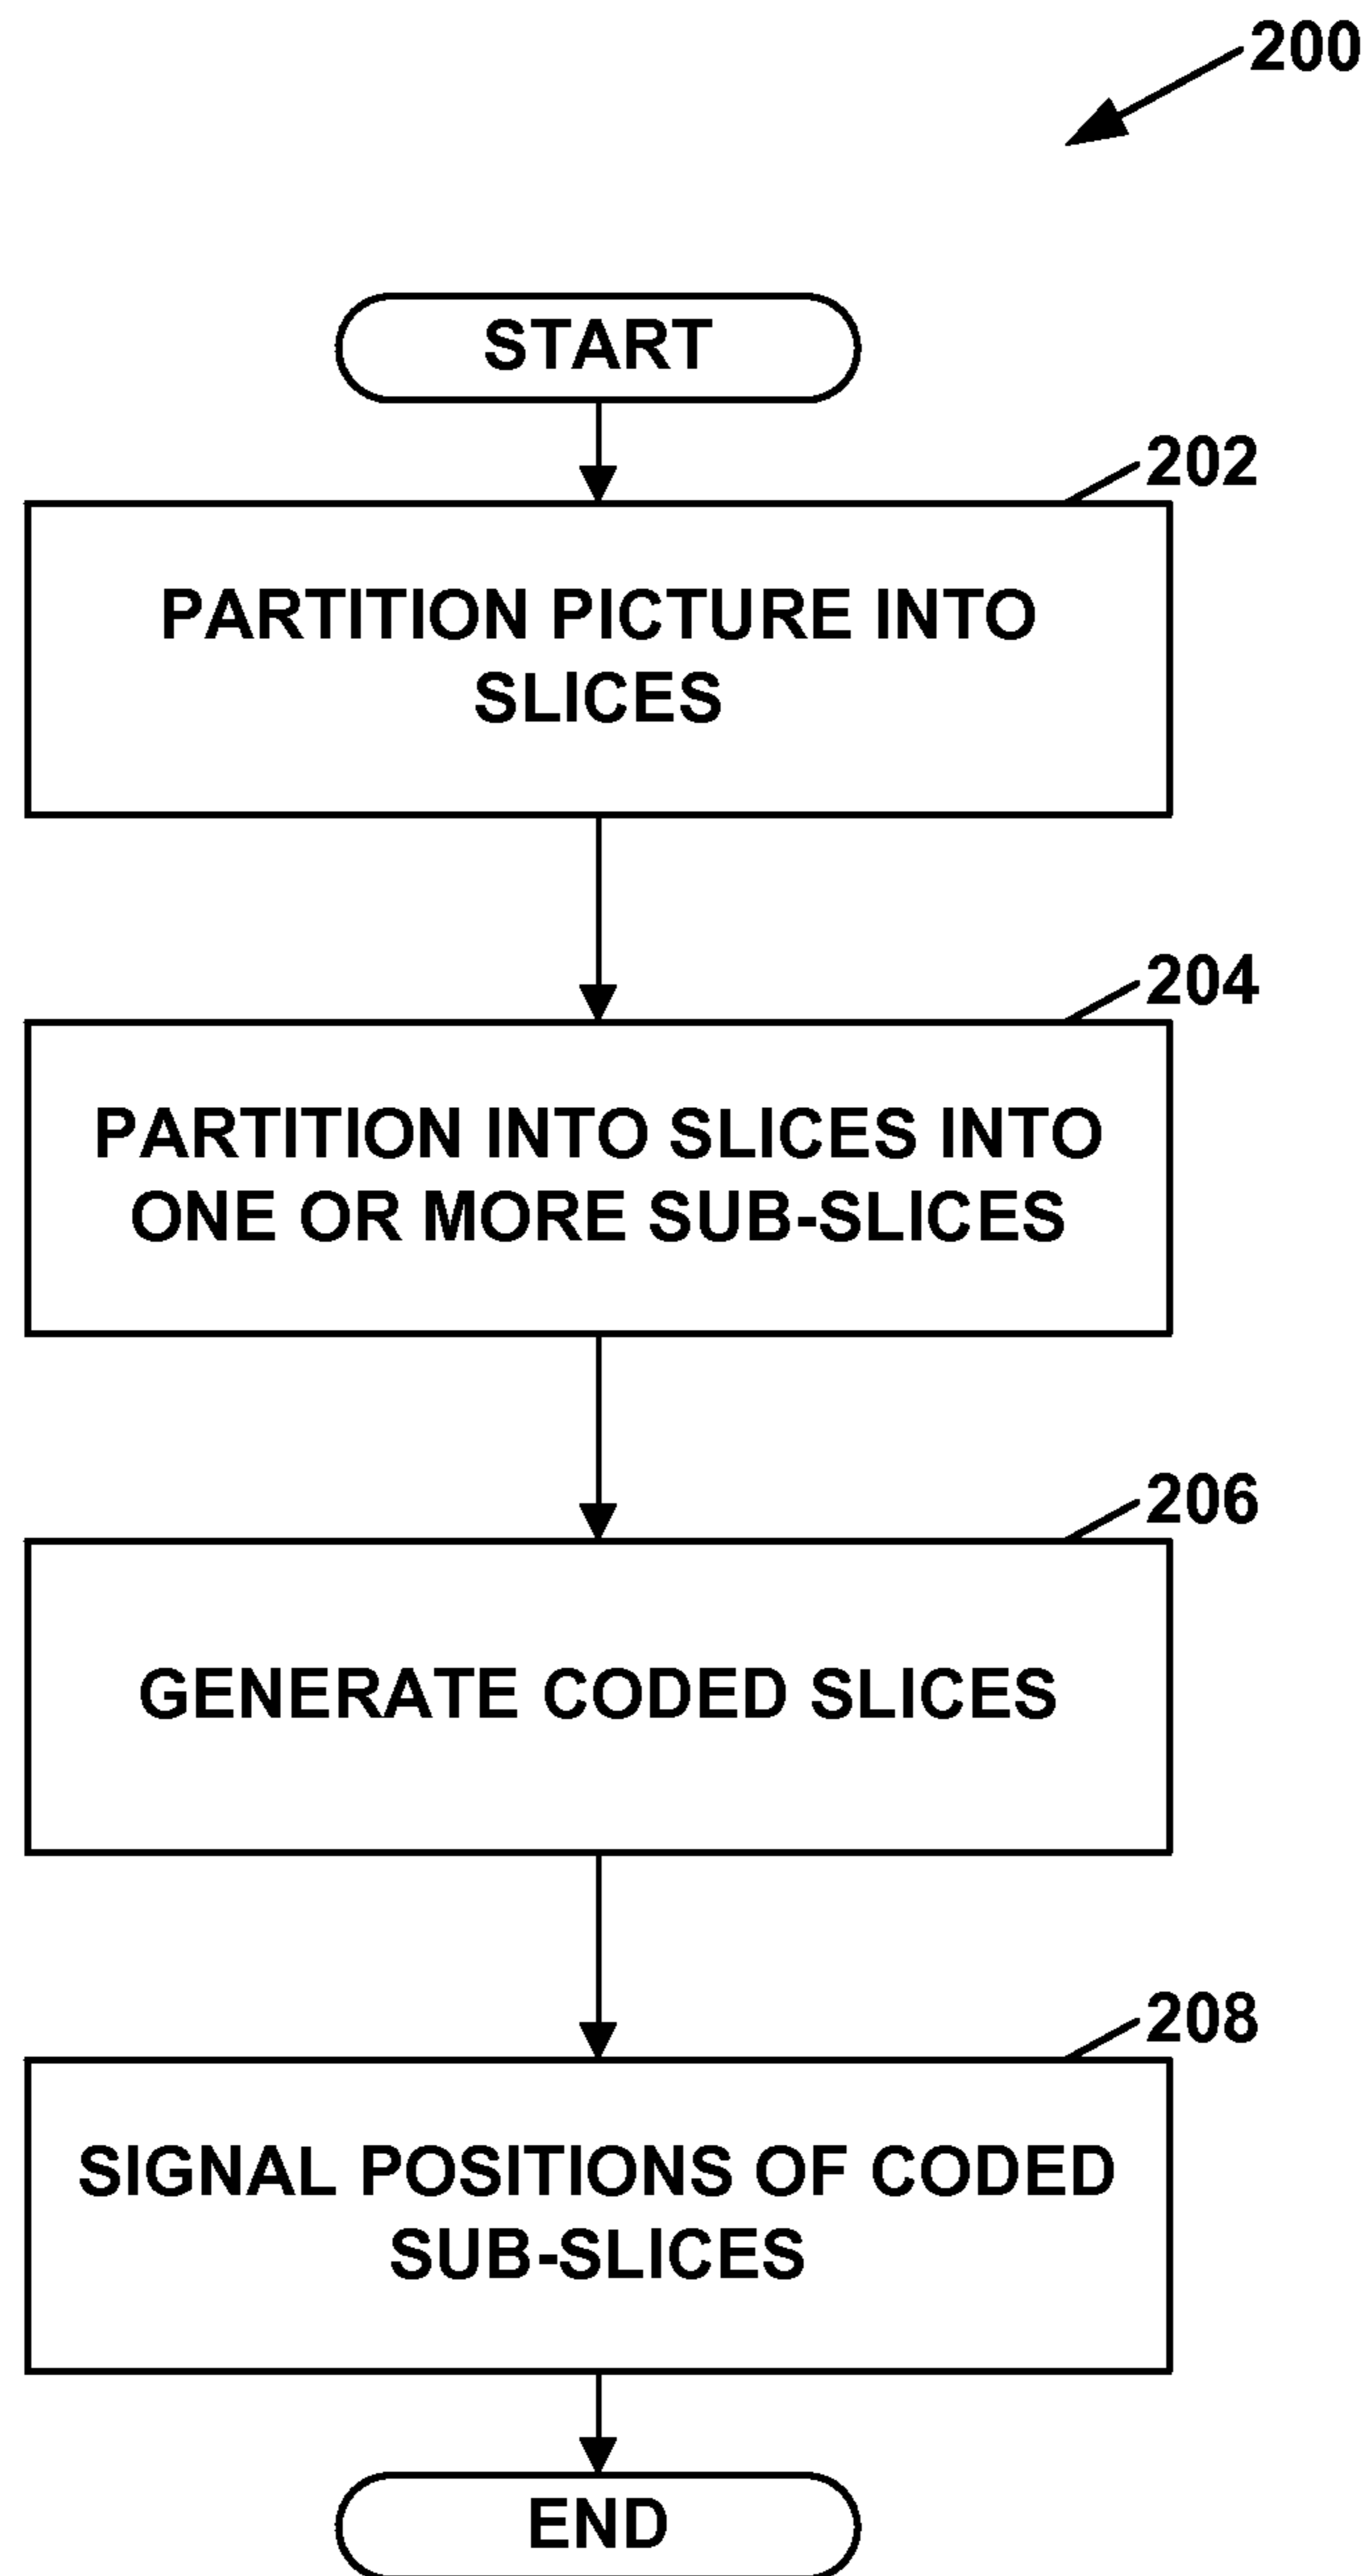 200
START
202
PARTITION PICTURE INTO
SLICES
204
PARTITION INTO SLICES INTO
ONE OR MORE SUB-SLICES
206
GENERATE CODED SLICES
208
SIGNAL POSITIONS OF CODED
SUB-SLICES
END